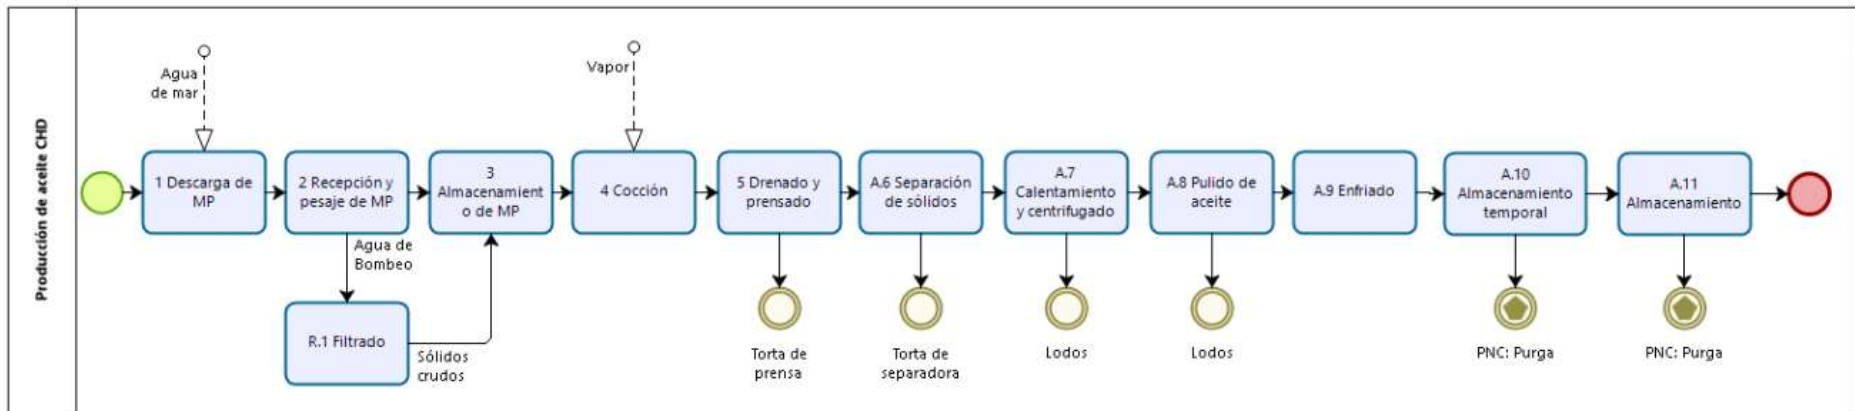 Producción de aceite CHD
Agua
de mar
Vapor
1 Descarga de
MP
2 Recepción y
pesaje de MP
3
Almacenamient
o de MP
4 Cocción
5 Drenado y
prensado
A.6 Separación
de sólidos
A.7
Calentamiento
y centrifugado
A.8 Pulido de
aceite
A.9 Enfriado
A.10
Almacenamiento
temporal
A.11
Almacenamiento
Agua de
Bombeo
R.1 Filtrado
Sólidos
crudos
Torta de
prensa
Torta de
separadora
Lodos
Lodos
PNC: Purga
PNC: Purga